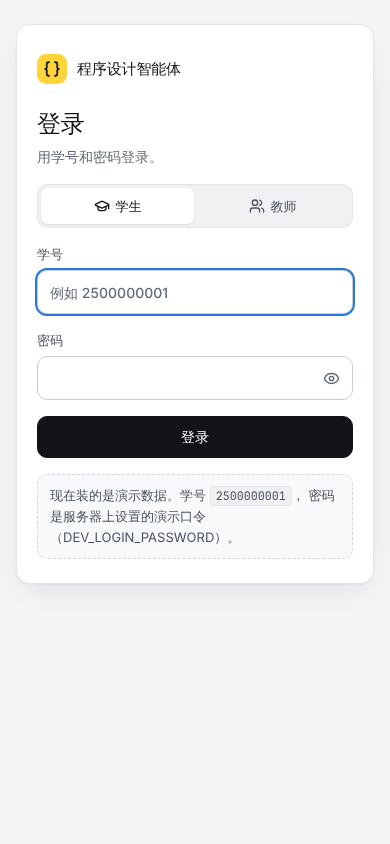 { } 程序设计智能体
登录
用学号和密码登录。
学生 教师
学号
例如 2500000001
密码
登录
现在装的是演示数据。学号 2500000001 ， 密码
是服务器上设置的演示口令
（DEV_LOGIN_PASSWORD）。